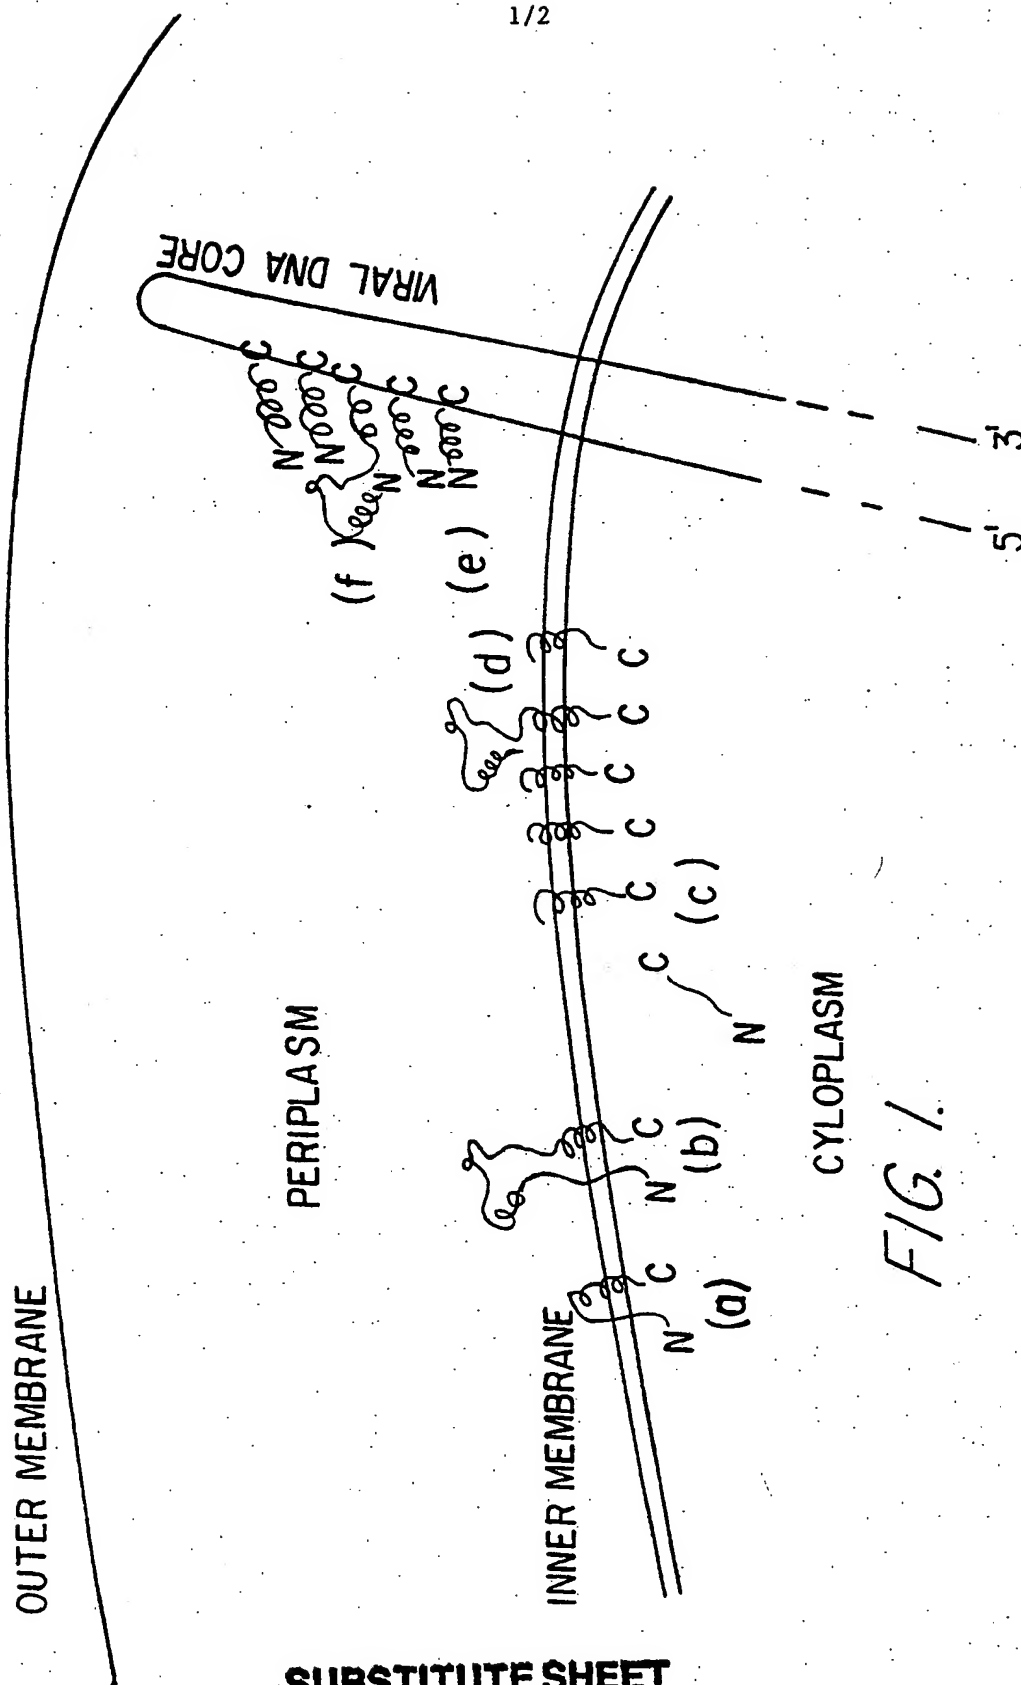 1/2
OUTER MEMBRANE
PERIPLASM
INNER MEMBRANE
VIRAL DNA CORE
C
C
C
C
C
N
N
N
N
N
(f)
(e)
(d)
C
C
C
C
C
(c)
C
N
C
N
(b)
C
N
(a)
3'
5'
CYLOPLASM
FIG. 1.
SUBSTITUTE SHEET